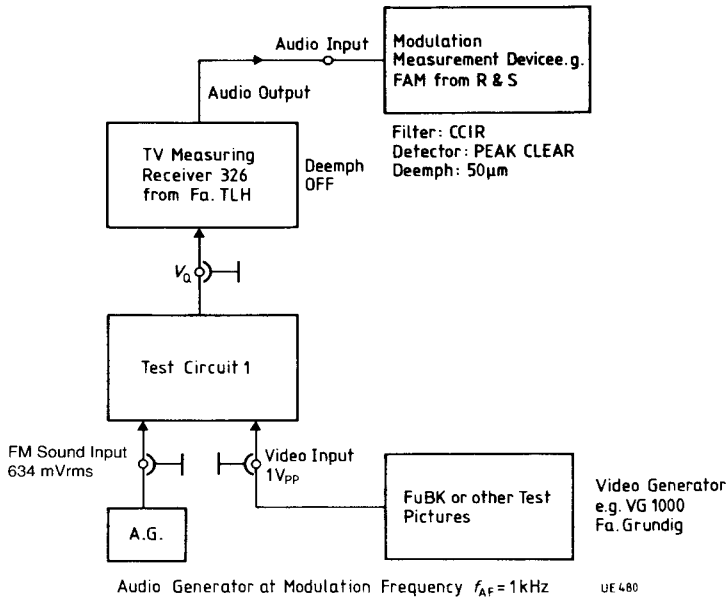 Audio Input
Modulation
Measurement Devicee.g.
FAM from R & S
Audio Output
Filter: CCIR
Detector: PEAK CLEAR
Deemph: 50µm
TV Measuring
Receiver 326
from Fa. TLH
Deemph
OFF
VQ
Test Circuit 1
FM Sound Input
634 mVrms
Video Input
1VPP
A.G.
FuBK or other Test
Pictures
Video Generator
e.g. VG 1000
Fa. Grundig
Audio Generator at Modulation Frequency fAF = 1kHz
UE 480